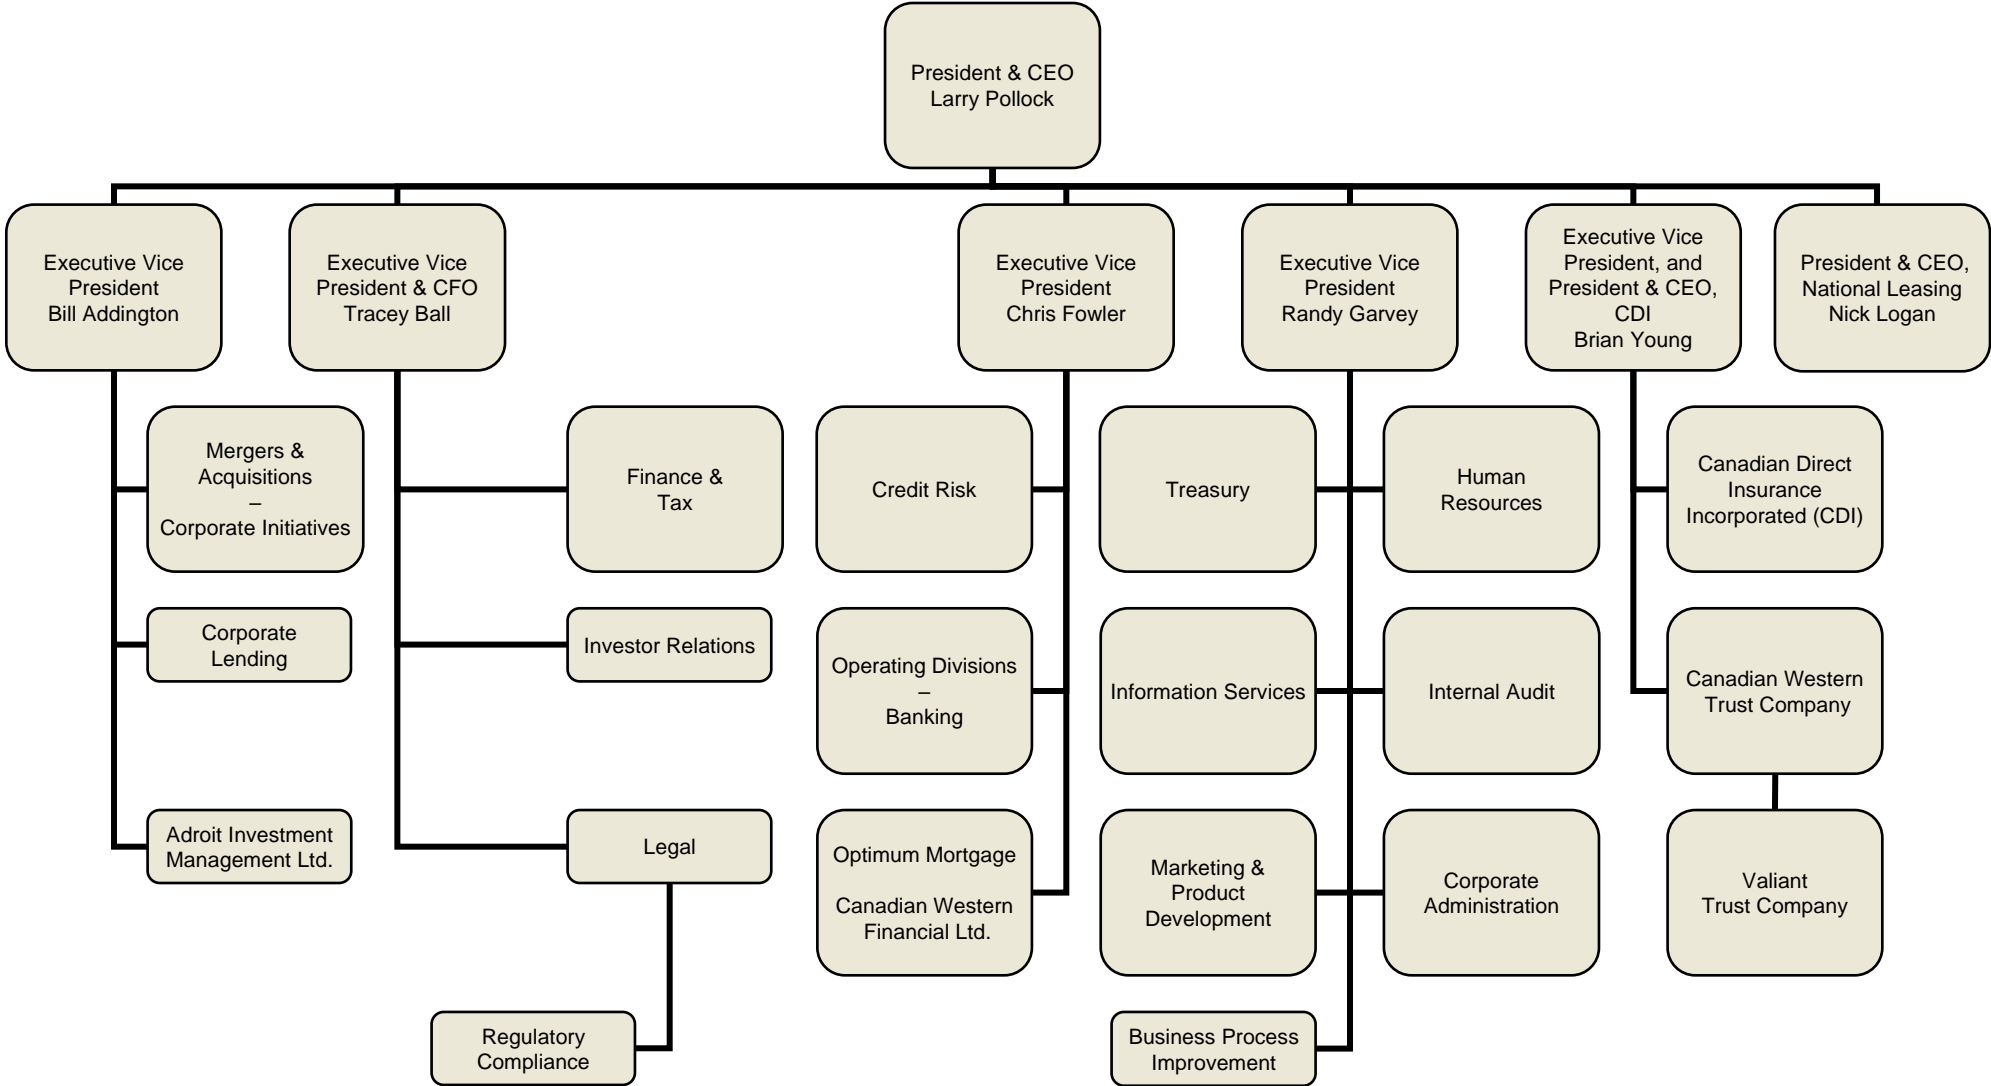 President & CEO
Larry Pollock
Executive Vice
President
Bill Addington
Executive Vice
President & CFO
Tracey Ball
Executive Vice
President
Chris Fowler
Executive Vice
President
Randy Garvey
Executive Vice
President, and
President & CEO,
CDI
Brian Young
President & CEO,
National Leasing
Nick Logan
Mergers &
Acquisitions
–
Corporate Initiatives
Finance &
Tax
Credit Risk
Treasury
Human
Resources
Canadian Direct
Insurance
Incorporated (CDI)
Corporate
Lending
Investor Relations
Operating Divisions
–
Banking
Information Services
Internal Audit
Canadian Western
Trust Company
Adroit Investment
Management Ltd.
Legal
Optimum Mortgage
Canadian Western
Financial Ltd.
Marketing &
Product
Development
Corporate
Administration
Valiant
Trust Company
Regulatory
Compliance
Business Process
Improvement